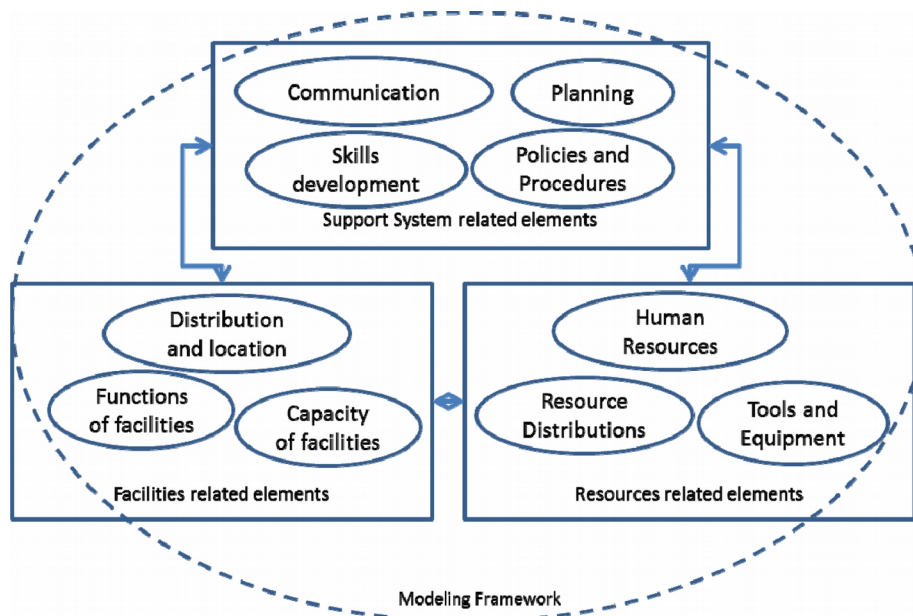 Communication
Planning
Skills
development
Policies and
Procedures
Support System related elements
Distribution
and location
Functions
of facilities
Capacity
of facilities
Facilities related elements
Human
Resources
Resource
Distributions
Tools and
Equipment
Resources related elements
Modeling Framework